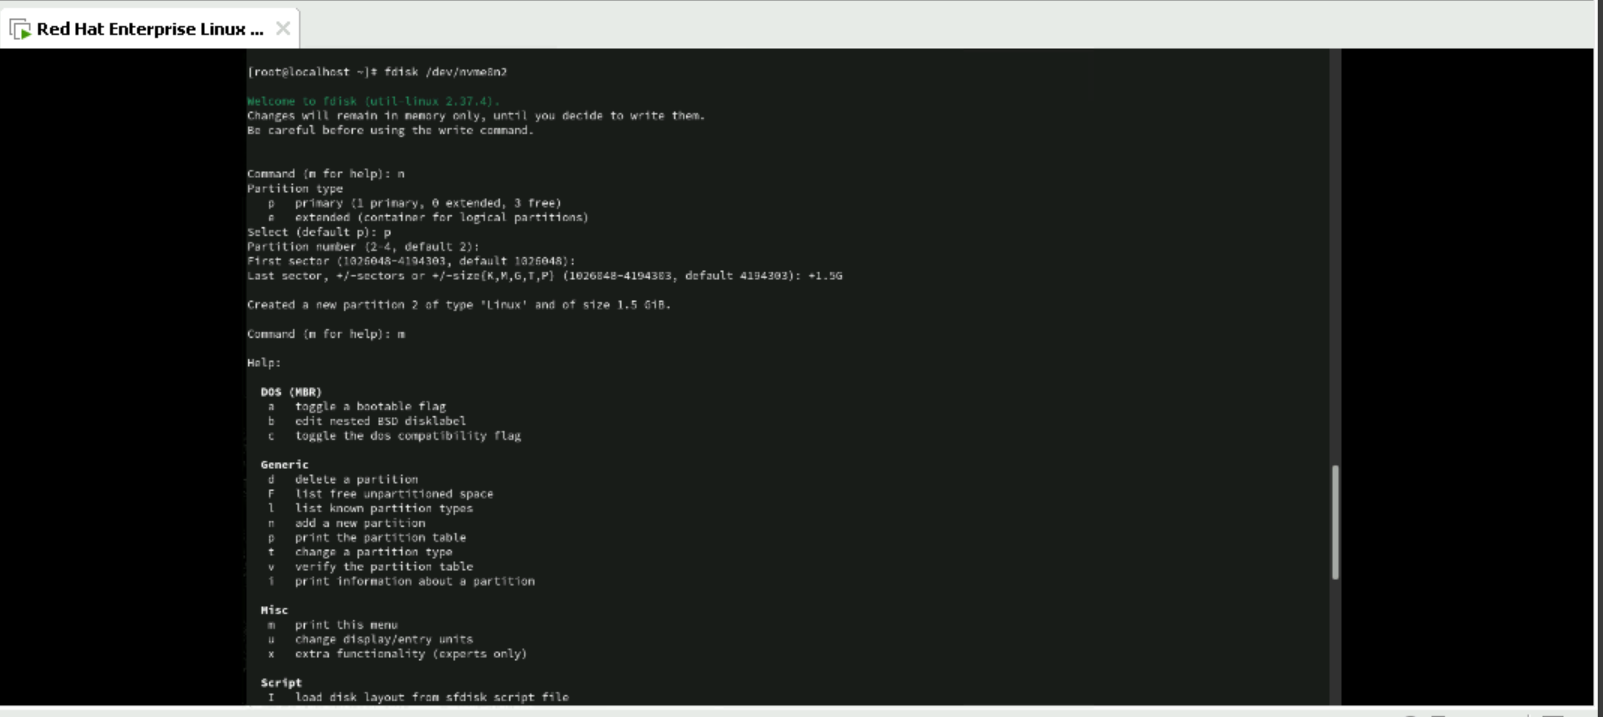 Red Hat Enterprise Linux ...
[root@localhost ~]# fdisk /dev/nvme0n2
Welcome to fdisk (util-linux 2.37.4).
Changes will remain in memory only, until you decide to write them.
Be careful before using the write command.
Command (m for help): n
Partition type
p primary (1 primary, 0 extended, 3 free)
e extended (container for logical partitions)
Select (default p): p
Partition number (2-4, default 2):
First sector (1026048-4194303, default 1026048):
Last sector, +/-sectors or +/-size{K,M,G,T,P} (1026048-4194303, default 4194303): +1.5G
Created a new partition 2 of type 'Linux' and of size 1.5 GiB.
Command (m for help): m
Help:
DOS (MBR)
a toggle a bootable flag
b edit nested BSD disklabel
c toggle the dos compatibility flag
Generic
d delete a partition
F list free unpartitioned space
l list known partition types
n add a new partition
p print the partition table
t change a partition type
v verify the partition table
i print information about a partition
Misc
m print this menu
u change display/entry units
x extra functionality (experts only)
Script
I load disk layout from sfdisk script file